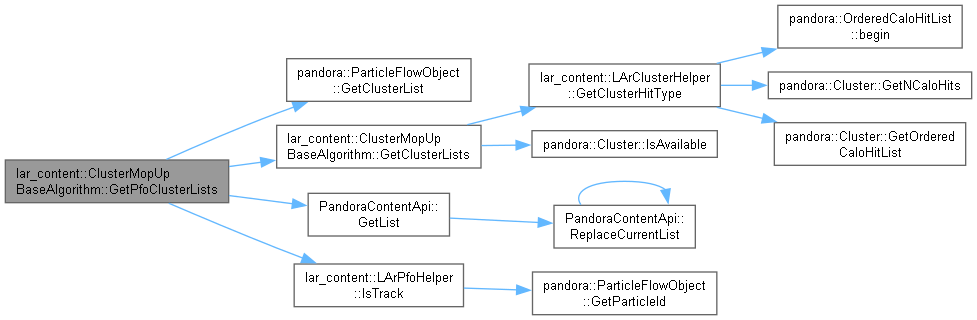 lar_content::ClusterMopUp
BaseAlgorithm::GetPfoClusterLists
pandora::ParticleFlowObject
::GetClusterList
lar_content::ClusterMopUp
BaseAlgorithm::GetClusterLists
PandoraContentApi::
GetList
lar_content::LArPfoHelper
::IsTrack
lar_content::LArClusterHelper
::GetClusterHitType
pandora::Cluster::IsAvailable
PandoraContentApi::
ReplaceCurrentList
pandora::ParticleFlowObject
::GetParticleId
pandora::OrderedCaloHitList
::begin
pandora::Cluster::GetNCaloHits
pandora::Cluster::GetOrdered
CaloHitList